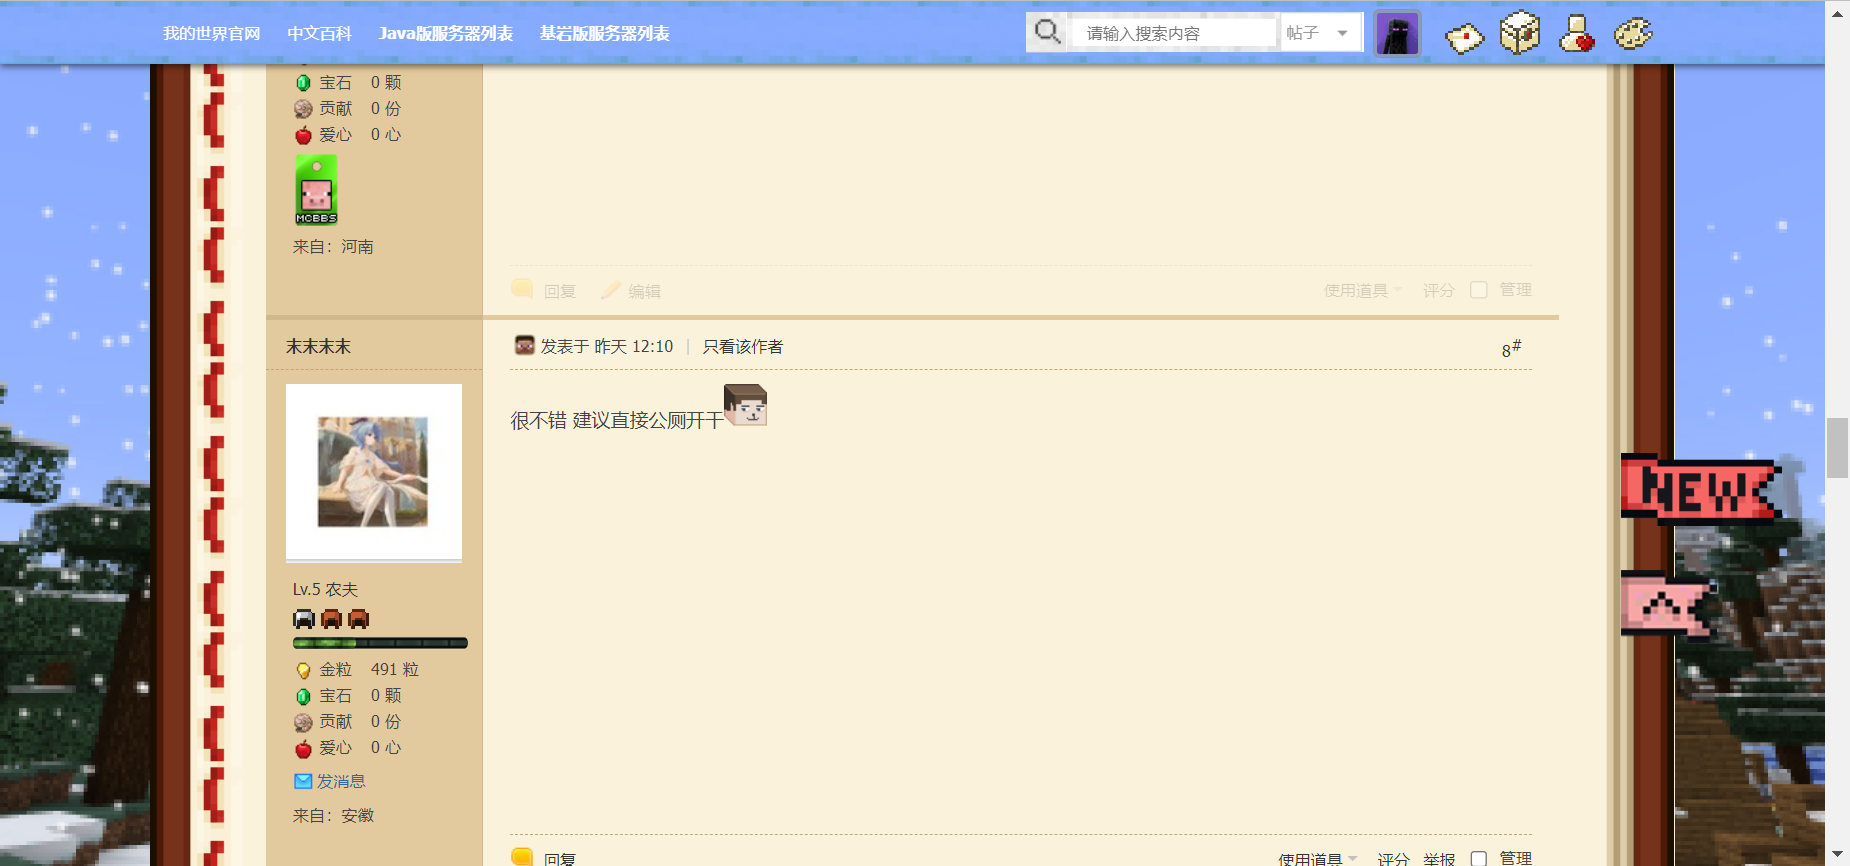 我的世界官网 中文百科 Java版服务器列表 基岩版服务器列表 请输入搜索内容 帖子
宝石 0 颗
贡献 0 份
爱心 0 心
MCBBS
来自：河南
回复 编辑 使用道具 评分 管理
末末末末
发表于 昨天 12:10 | 只看该作者 8#
很不错 建议直接公厕开干
NEW
Lv.5 农夫
金粒 491 粒
宝石 0 颗
贡献 0 份
爱心 0 心
发消息
来自：安徽
回复 使用道具 评分 举报 管理